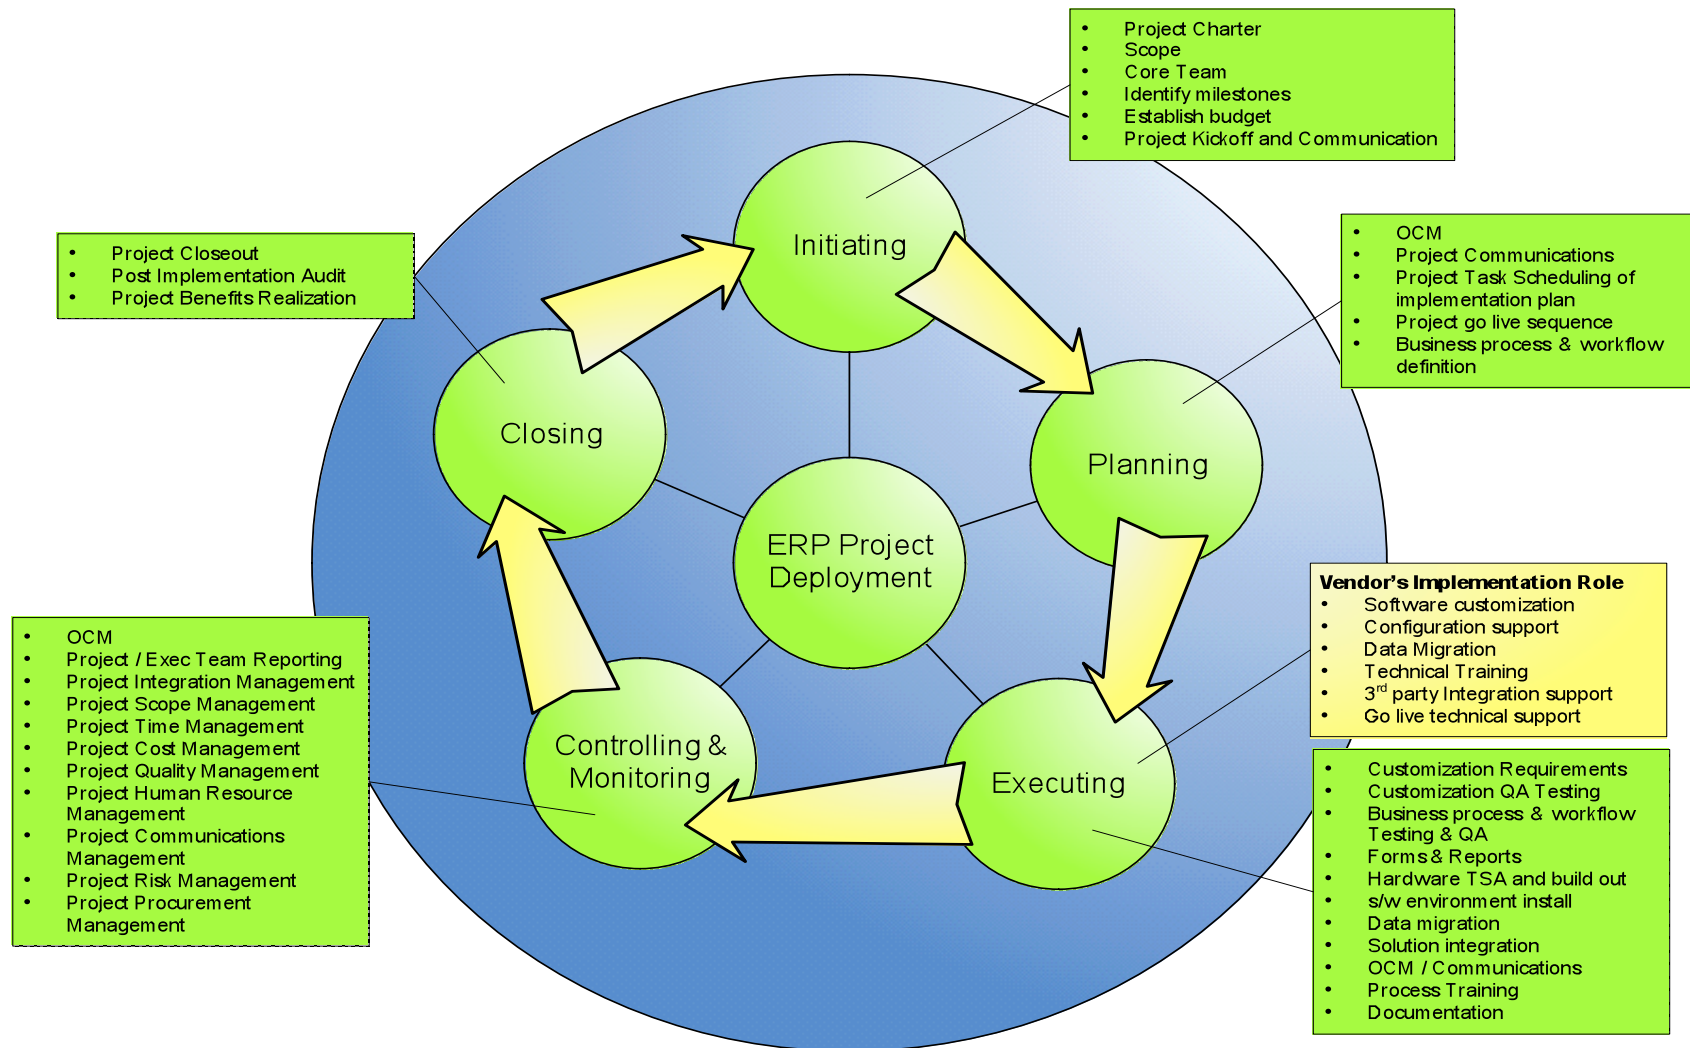 • Project Charter
• Scope
• Core Team
• Identify milestones
• Establish budget
• Project Kickoff and Communication
Initiating
• OCM
• Project Communications
• Project Task Scheduling of
implementation plan
• Project go live sequence
• Business process & workflow
definition
• Project Closeout
• Post Implementation Audit
• Project Benefits Realization
Closing
Planning
ERP Project
Deployment
Vendor's Implementation Role
• Software customization
• Configuration support
• Data Migration
• Technical Training
• 3rd party Integration support
• Go live technical support
• OCM
• Project / Exec Team Reporting
• Project Integration Management
• Project Scope Management
• Project Time Management
• Project Cost Management
• Project Quality Management
• Project Human Resource
Management
• Project Communications
Management
• Project Risk Management
• Project Procurement
Management
Controlling &
Monitoring
Executing
• Customization Requirements
• Customization QA Testing
• Business process & workflow
Testing & QA
• Forms & Reports
• Hardware TSA and build out
• s/w environment install
• Data migration
• Solution integration
• OCM / Communications
• Process Training
• Documentation